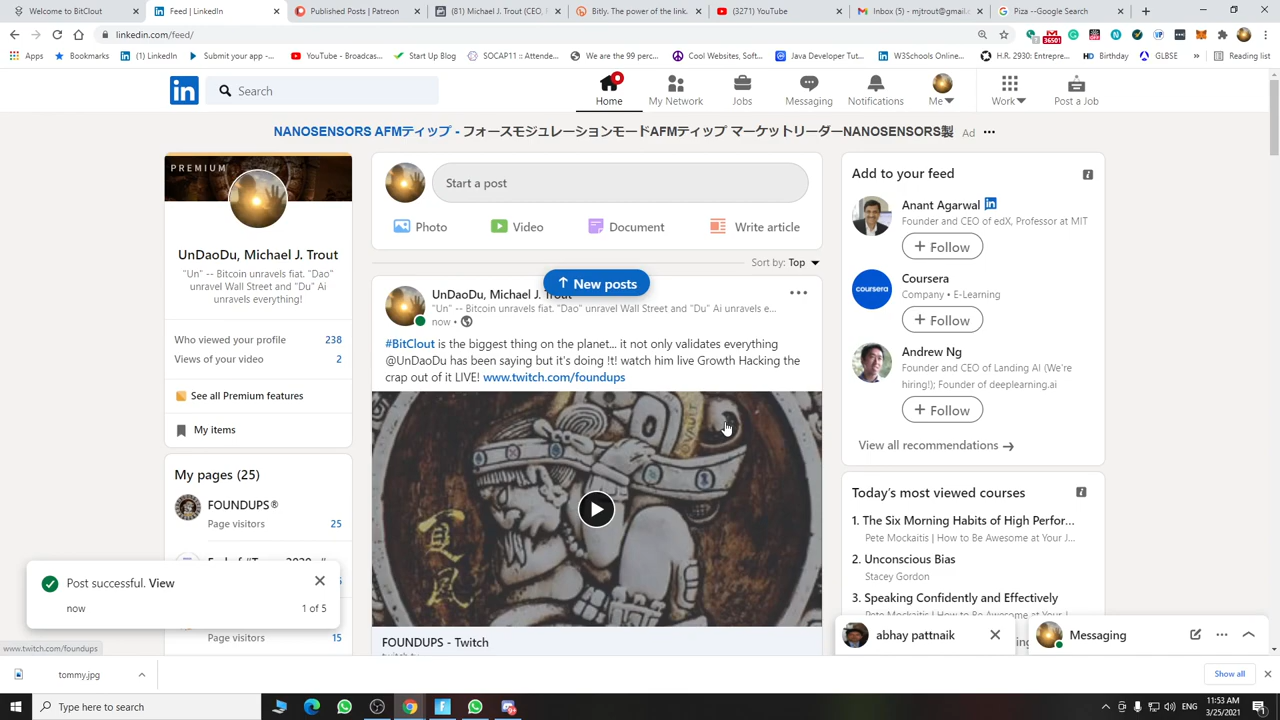 Welcome to BitClout
Feed | LinkedIn
Published Posts | Patreon
(81) Michael J. Trout (CEO,
Bitly. The power of the link.
(3271) YouTube
Inbox (5) - mjtrout@gmail.c
Piza --Google Search
linkedin.com/feed/
36501
Apps
Bookmarks
(1) LinkedIn
Submit your app -...
YouTube - Broadc...
Start Up Blog
SOCAP11 :: Attende...
We are the 99 perc...
Cool Websites, Soft...
Java Developer Tut...
W3Schools Online...
H.R. 2930: Entrepre...
Birthday
GLBSE
»
Reading list
Search
Home
My Network
Jobs
Messaging
Notifications
Me
Work
Post a Job
NANOSENSORS AFMティップ - フォースモジュレーションモードAFMティップ マーケットリーダーNANOSENSORS製 Ad
PREMIUM
UnDaoDu, Michael J. Trout
"Un" -- Bitcoin unravels fiat. "Dao"
unravel Wall Street and "Du" Ai
unravels everything!
Who viewed your profile 238
Views of your video 2
See all Premium features
My items
My pages (25)
FOUNDUPS®
Page visitors 25
Page visitors 15
Post successful. View
now
1 of 5
www.twitch.com/foundups
Start a post
Photo
Video
Document
Write article
Sort by: Top
New posts
UnDaoDu, Michael J. Trout
"Un" -- Bitcoin unravels fiat. "Dao" unravel Wall Street and "Du" Ai unravels e...
now •
#BitClout is the biggest thing on the planet... it not only validates everything
@UnDaoDu has been saying but it's doing !t! watch him live Growth Hacking the
crap out of it LIVE! www.twitch.com/foundups
FOUNDUPS - Twitch
twitch.tv
Add to your feed
Anant Agarwal
Founder and CEO of edX, Professor at MIT
+ Follow
coursera
Coursera
Company • E-Learning
+ Follow
Andrew Ng
Founder and CEO of Landing AI (We're
hiring!); Founder of deeplearning.ai
+ Follow
View all recommendations
Today's most viewed courses
1. The Six Morning Habits of High Perfor...
Pete Mockaitis | How to Be Awesome at Your J...
2. Unconscious Bias
Stacey Gordon
3. Speaking Confidently and Effectively
Pete Mockaitis | How to Be Awesome at Your J
abhay pattnaik
Messaging
tommy.jpg
Show all
Type here to search
ENG
11:53 AM
3/25/2021